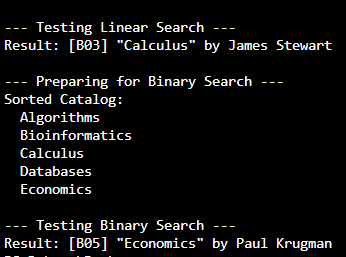 --- Testing Linear Search ---
Result: [B03] "Calculus" by James Stewart
--- Preparing for Binary Search ---
Sorted Catalog:
Algorithms
Bioinformatics
Calculus
Databases
Economics
--- Testing Binary Search ---
Result: [B05] "Economics" by Paul Krugman